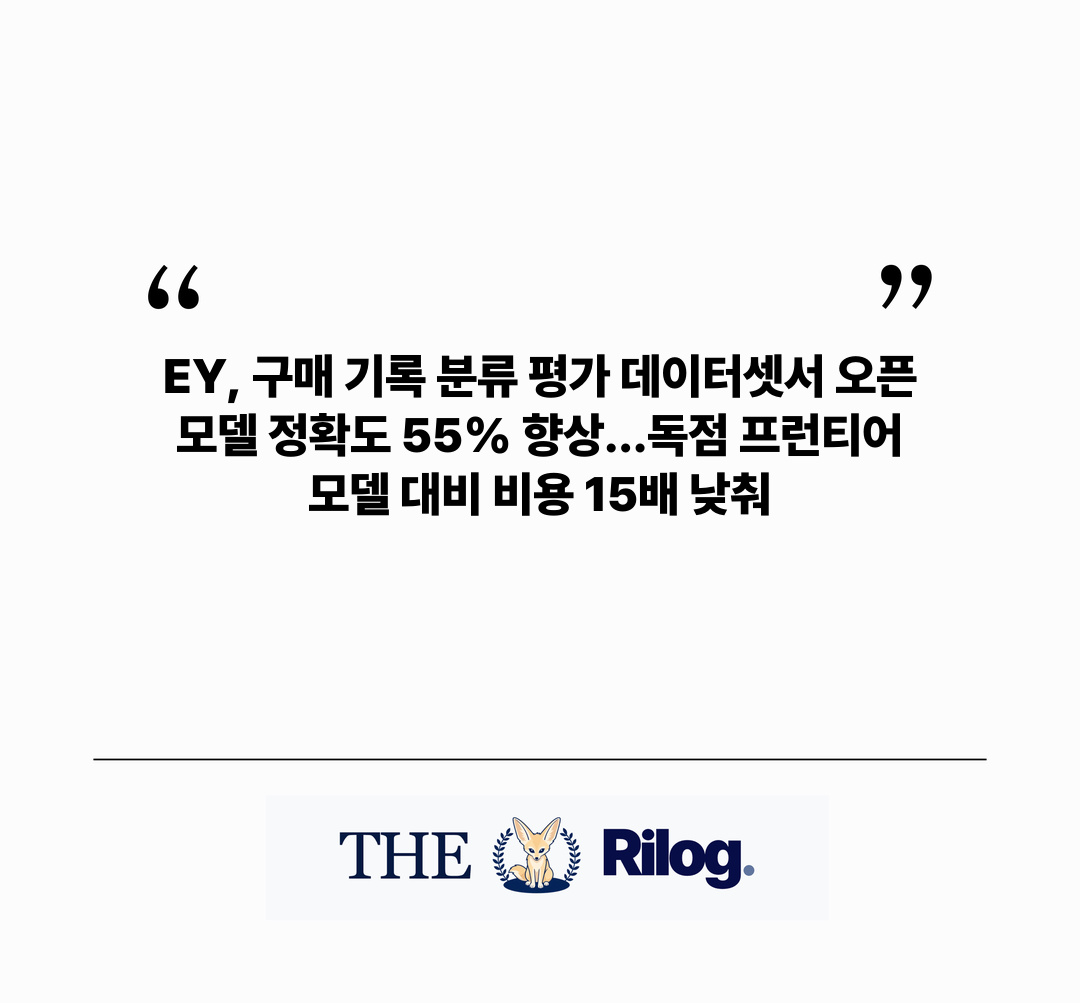 “ ”
EY, 구매 기록 분류 평가 데이터셋서 오픈
모델 정확도 55% 향상...독점 프런티어
모델 대비 비용 15배 낮춰
THE Rilog.